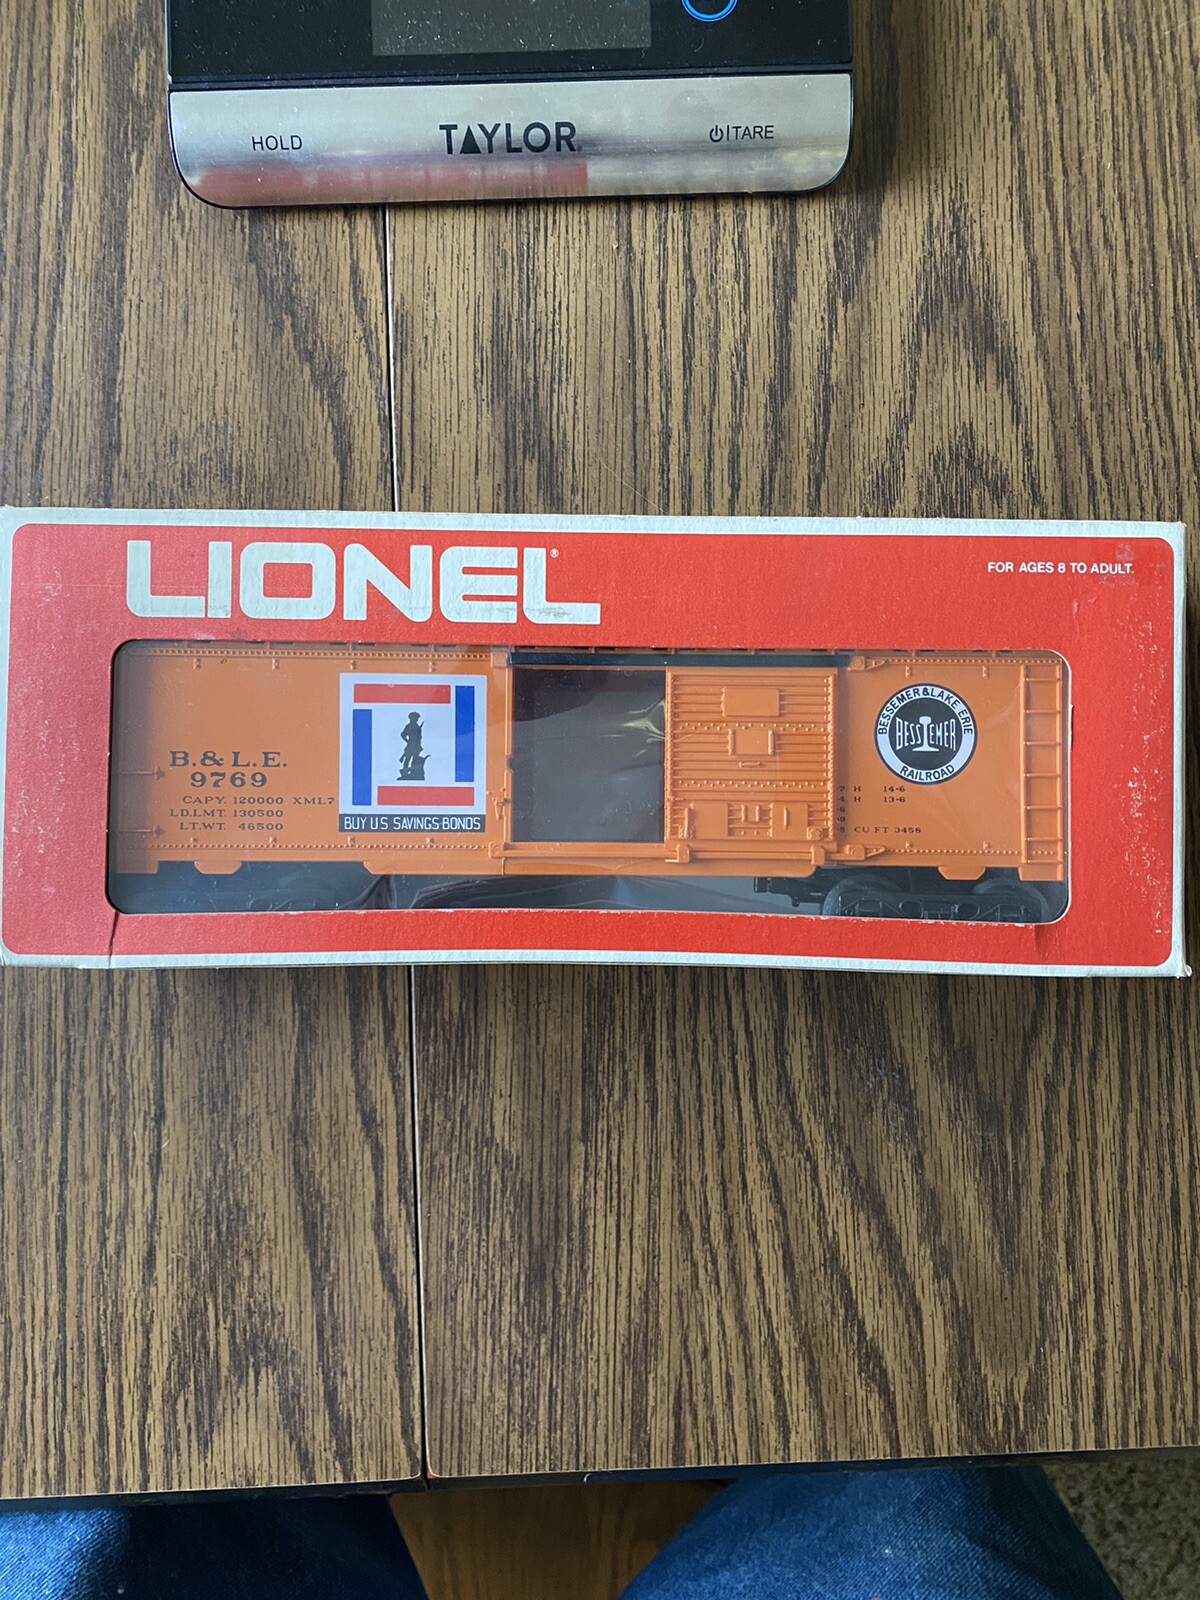 HOLD TAYLOR ⏻|TARE
LIONEL®
FOR AGES 8 TO ADULT.
B. & L. E.
9769
CAPY. 120000 XML7
LD.LMT. 130500
LT.WT. 46500
BUY U.S SAVINGS BONDS
BESSEMER & LAKE ERIE
BESSEMER
RAILROAD
H 14-6
H 13-6
CU FT 3458